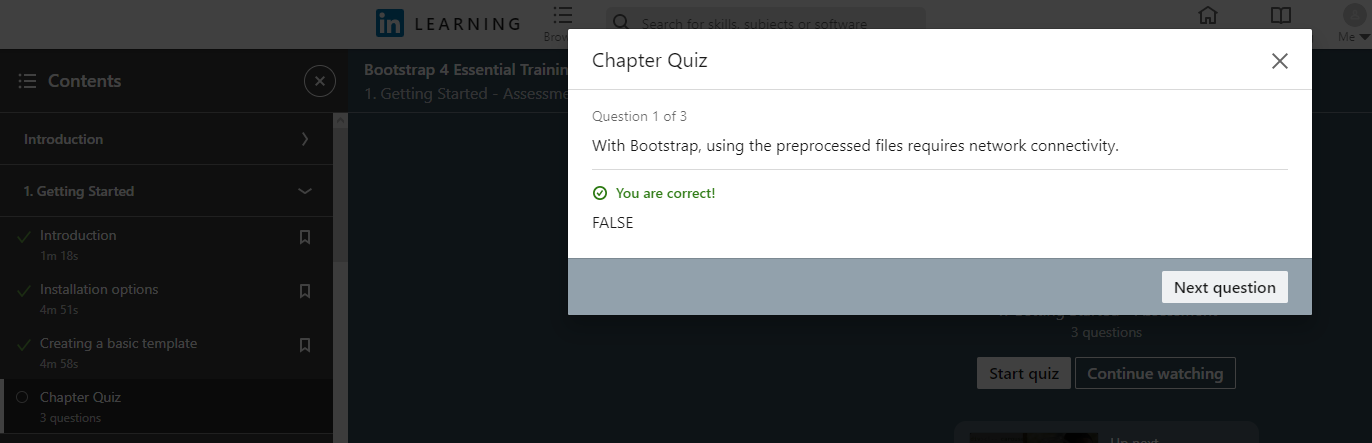 in LEARNING
Search for skills, subjects or software
Me
Contents
Bootstrap 4 Essential
1. Getting Started - Assessme
Introduction
1. Getting Started
Introduction
1m 18s
Installation options
4m 51s
Creating a basic template
4m 58s
Chapter Quiz
3 questions
Chapter Quiz
Question 1 of 3
With Bootstrap, using the preprocessed files requires network connectivity.
You are correct!
FALSE
Next question
3 questions
Start quiz
Continue watching
Up next